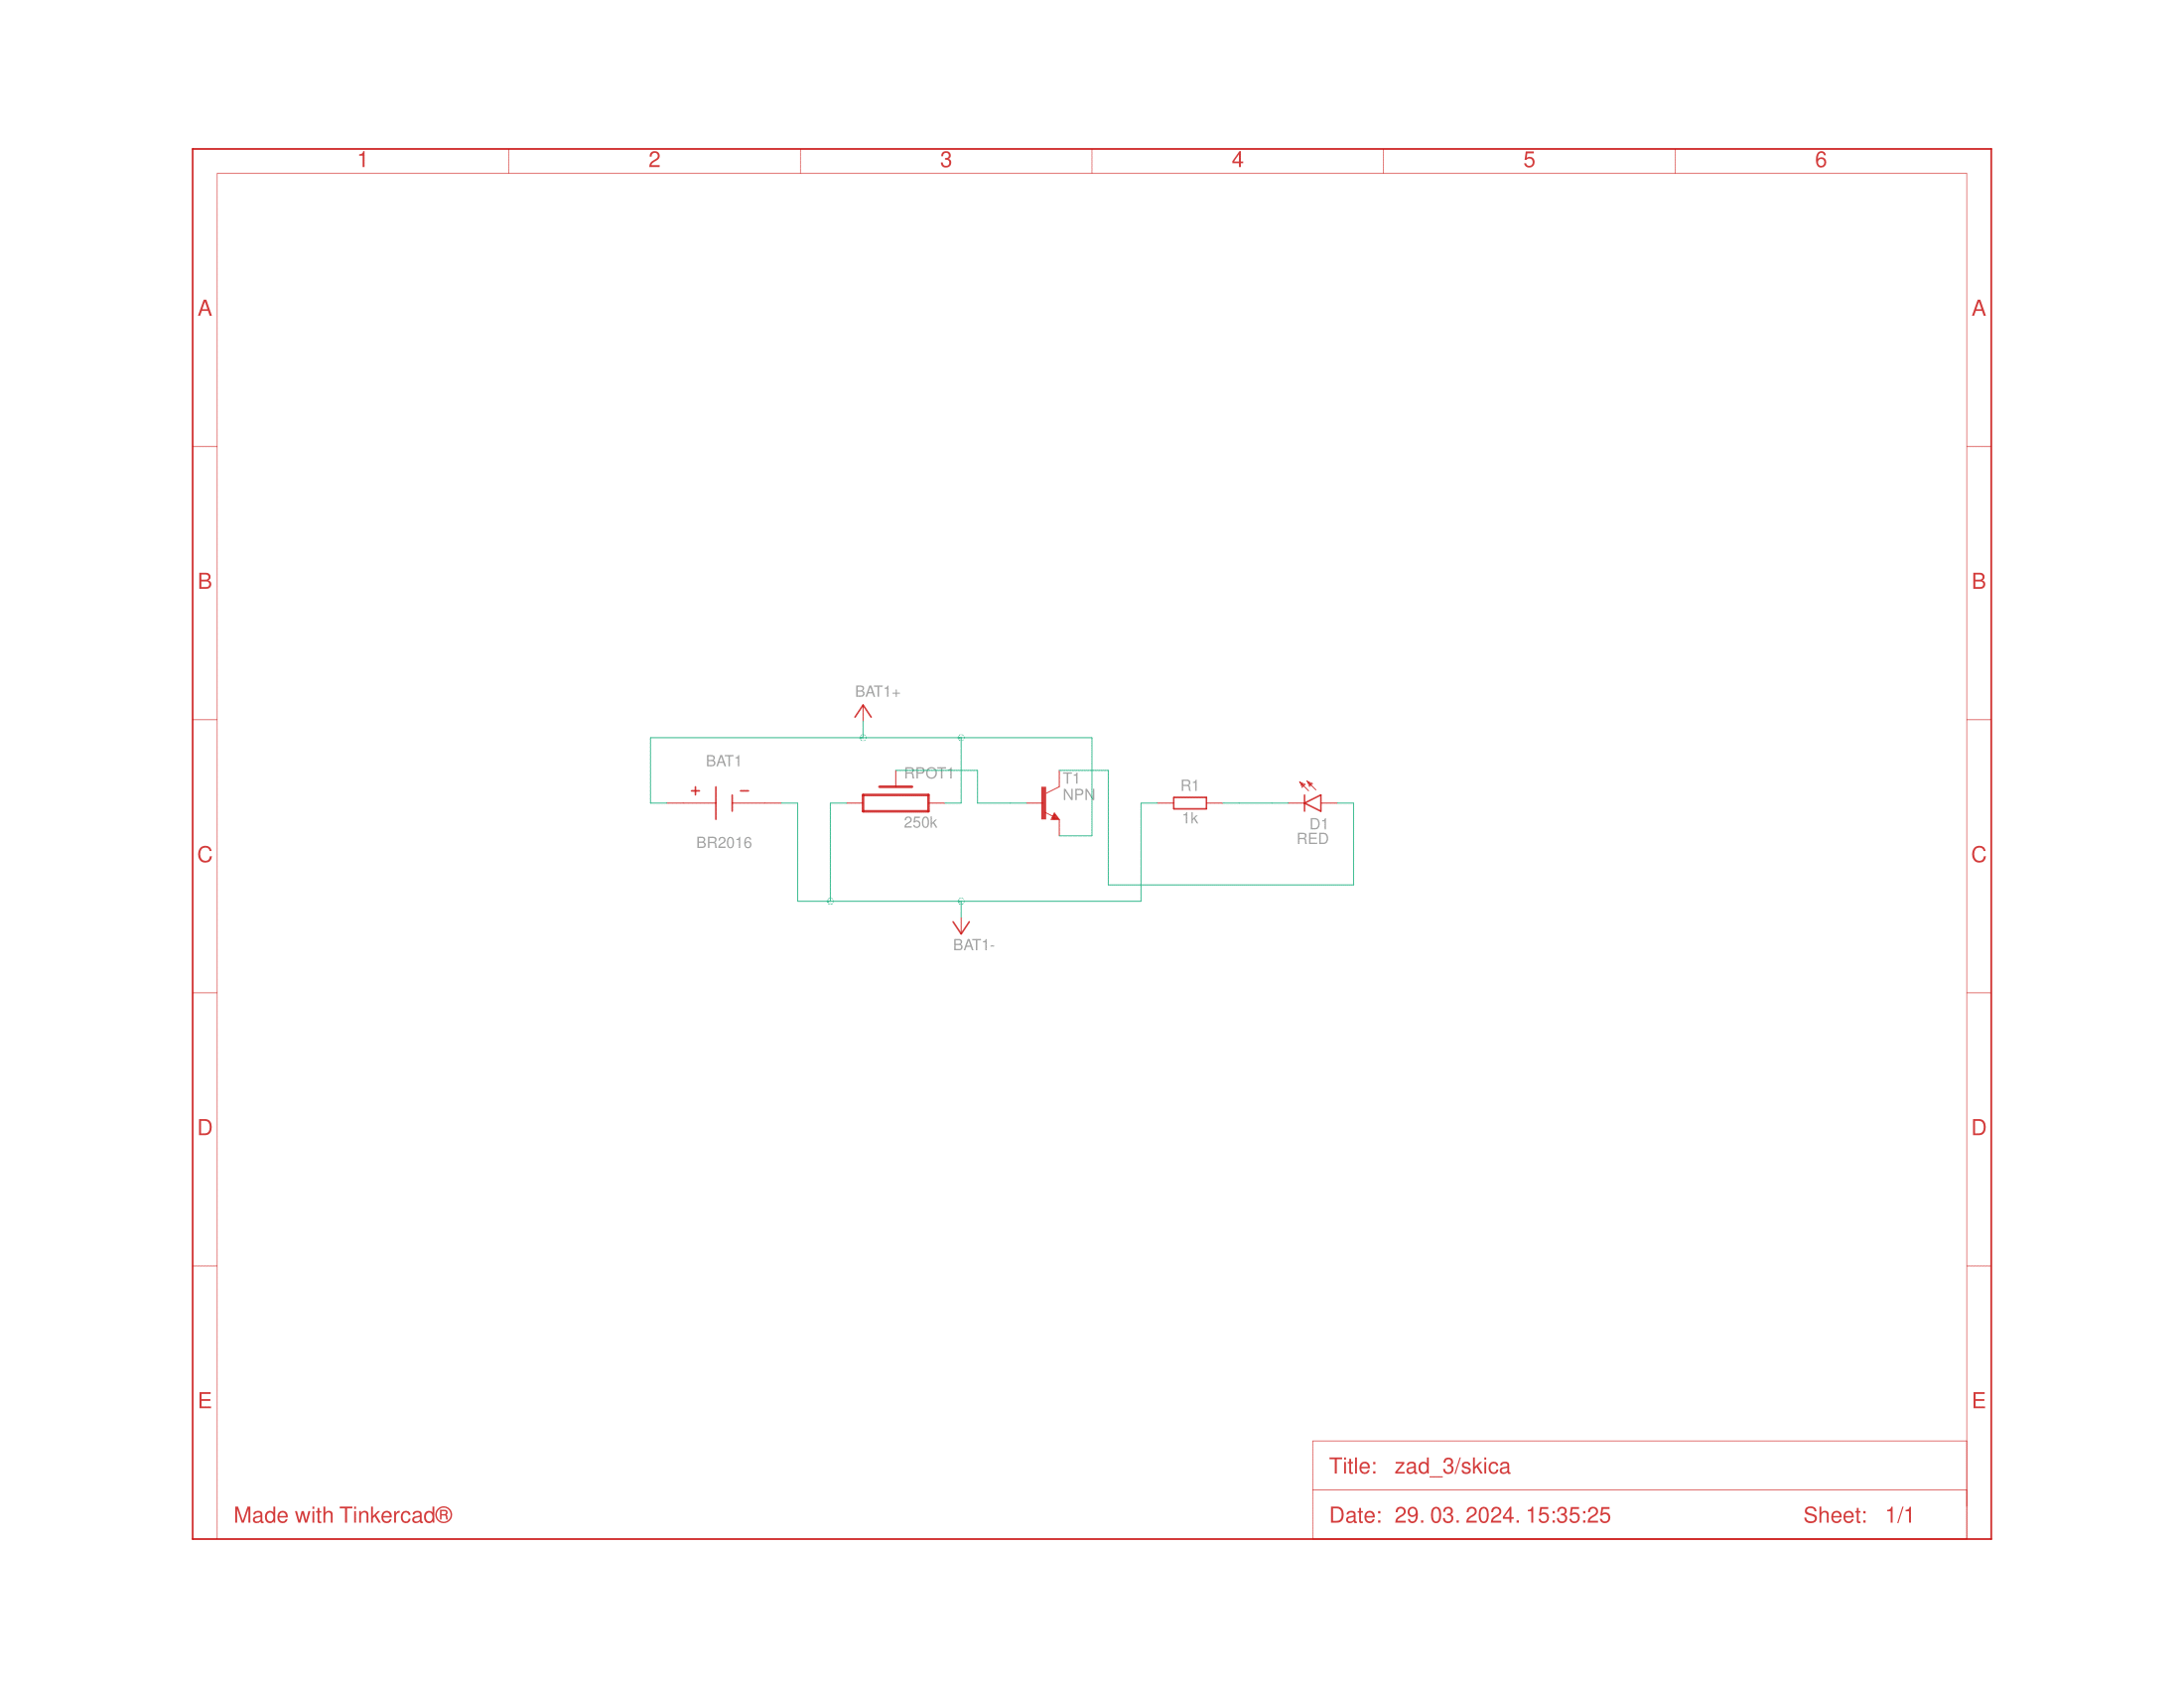 1 2 3 4 5 6
A A
B B
BAT1+
BAT1
RPOT1
T1
NPN
R1
+ -
250k
1k
D1
RED
BR2016
C C
BAT1-
D D
E E
Title: zad_3/skica
Made with Tinkercad®
Date: 29. 03. 2024. 15:35:25 Sheet: 1/1